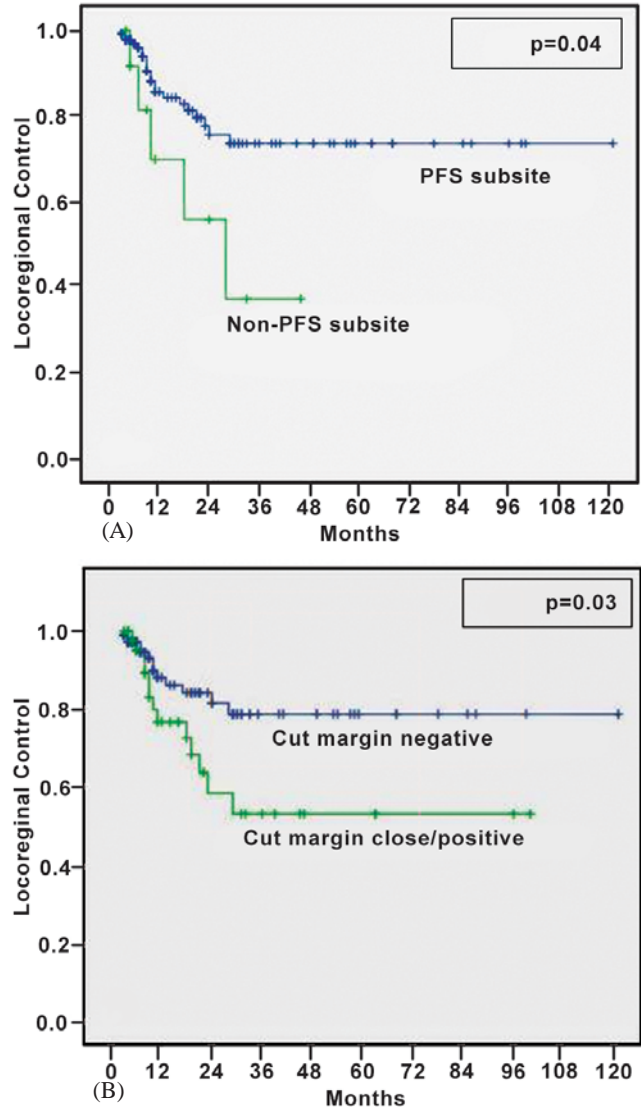 p=0.04
1.0
0.8
0.6
0.4
0.2
0.0
Locoregional Control
PFS subsite
Non-PFS subsite
0 12 24 36 48 60 72 84 96 108 120
Months
(A)
p=0.03
1.0
0.8
0.6
0.4
0.2
0.0
Locoreginal Control
Cut margin negative
Cut margin close/positive
0 12 24 36 48 60 72 84 96 108 120
Months
(B)